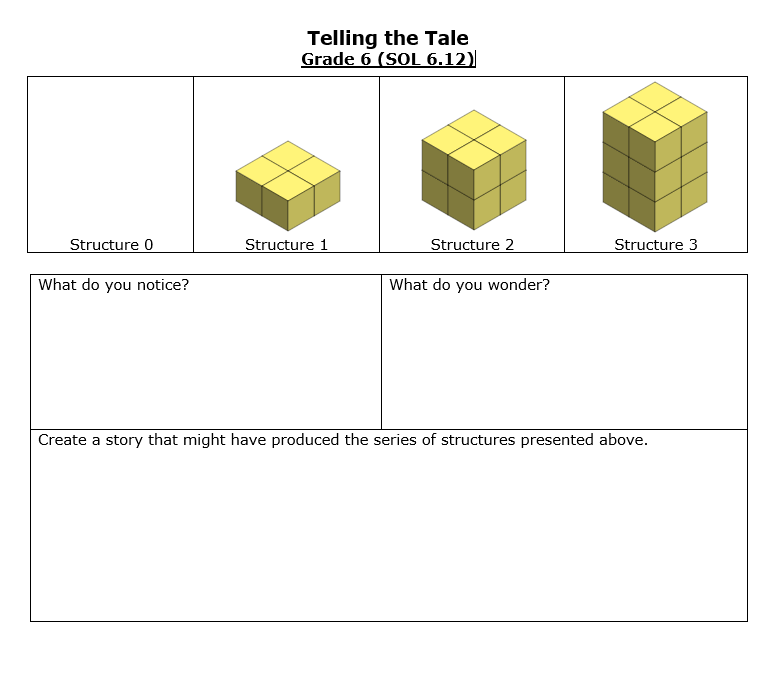 Telling the Tale
Grade 6 (SOL 6.12)
Structure 0
Structure 1
Structure 2
Structure 3
What do you notice?
What do you wonder?
Create a story that might have produced the series of structures presented above.